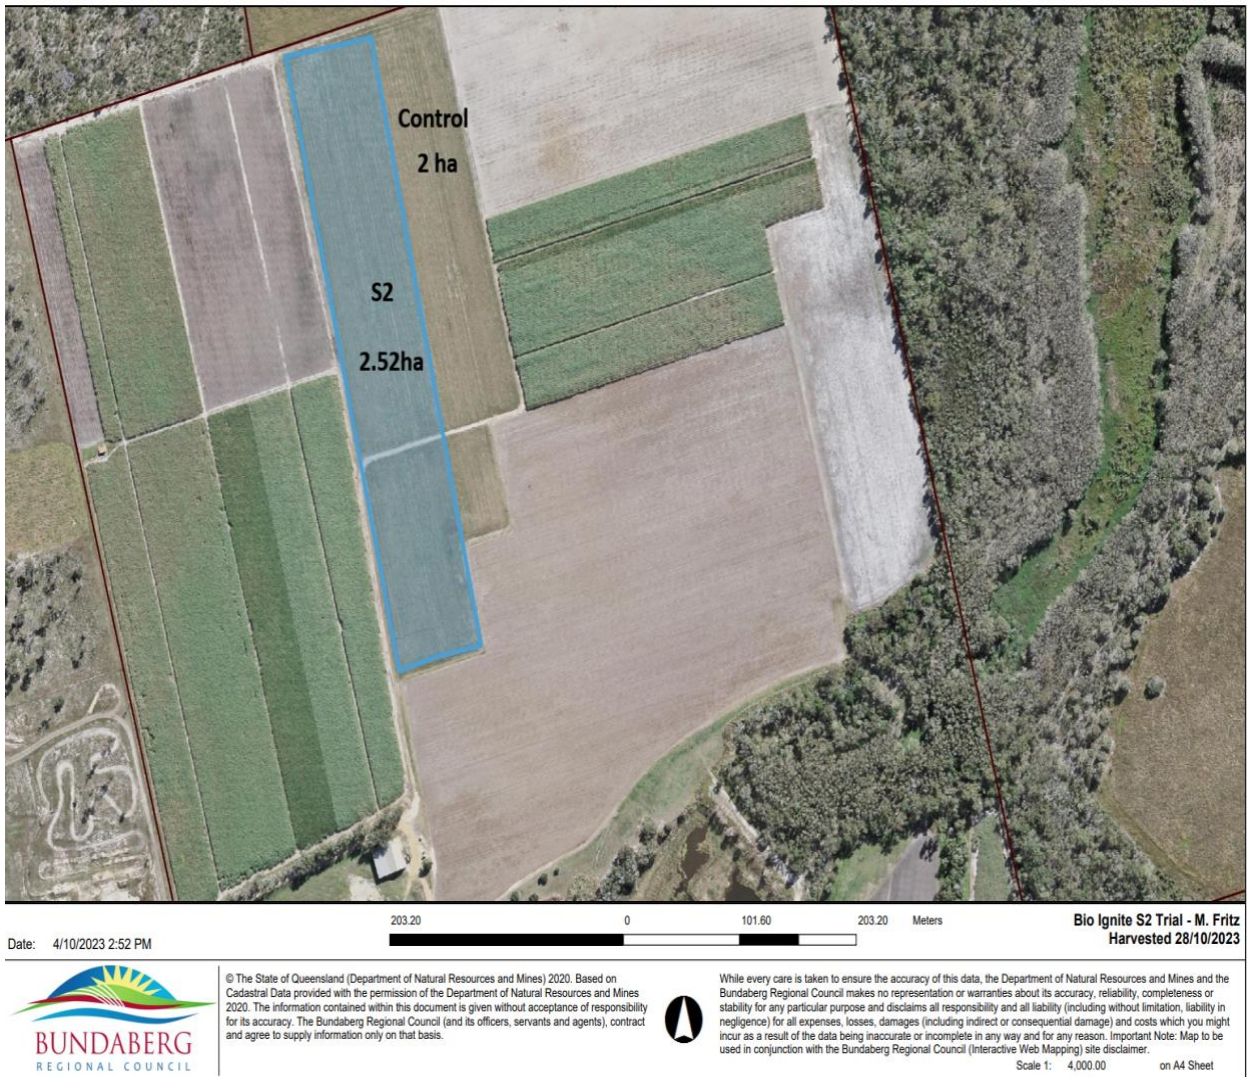 Control
2 ha
S2
2.52ha
203.20 0 101.60 203.20 Meters
Bio Ignite S2 Trial - M. Fritz
Harvested 28/10/2023
Date: 4/10/2023 2:52 PM
BUNDABERG
REGIONAL COUNCIL
© The State of Queensland (Department of Natural Resources and Mines) 2020. Based on
Cadastral Data provided with the permission of the Department of Natural Resources and Mines
2020. The information contained within this document is given without acceptance of responsibility
for its accuracy. The Bundaberg Regional Council (and its officers, servants and agents), contract
and agree to supply information only on that basis.
While every care is taken to ensure the accuracy of this data, the Department of Natural Resources and Mines and the
Bundaberg Regional Council makes no representation or warranties about its accuracy, reliability, completeness or
stability for any particular purpose and disclaims all responsibility and all liability (including without limitation, liability in
negligence) for all expenses, losses, damages (including indirect or consequential damage) and costs which you might
incur as a result of the data being inaccurate or incomplete in any way and for any reason. Important Note: Map to be
used in conjunction with the Bundaberg Regional Council (Interactive Web Mapping) site disclaimer.
Scale 1: 4,000.00 on A4 Sheet